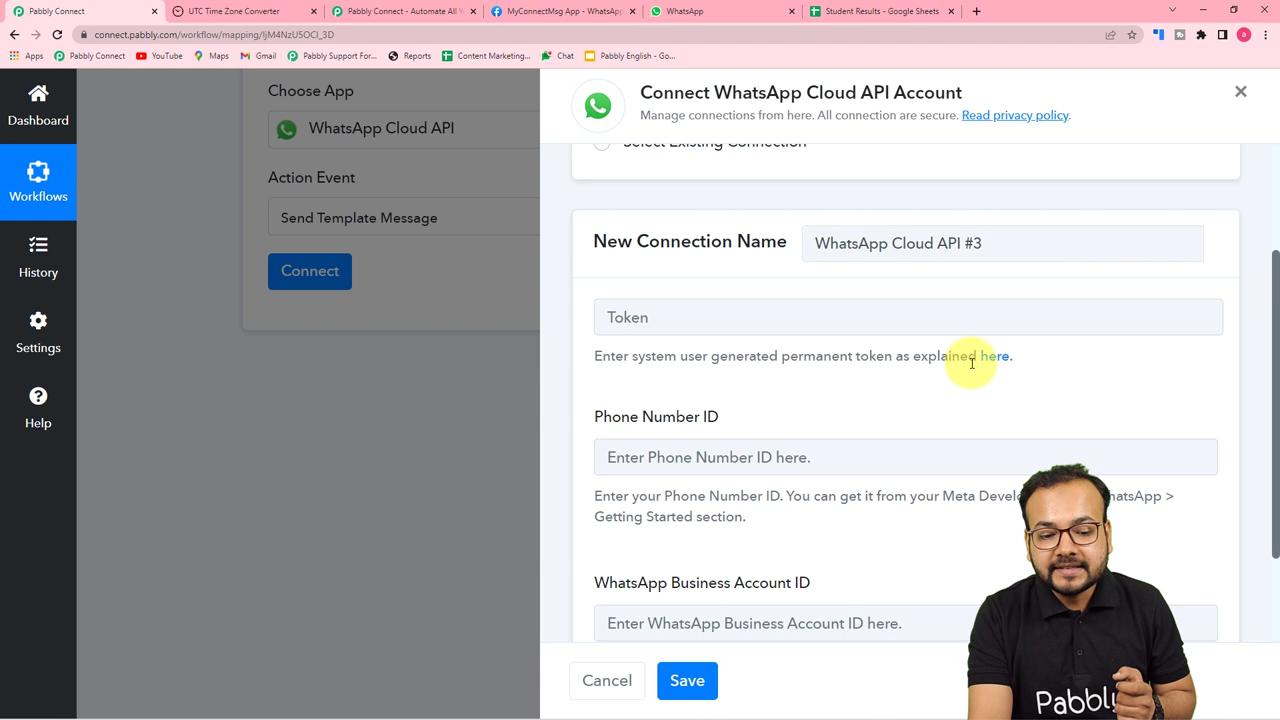 Pabbly Connect
UTC Time Zone Converter
Pabbly Connect - Automate All
MyConnectMsg App - WhatsApp
WhatsApp
Student Results - Google Sheets
connect.pabbly.com/workflow/mapping/IjM4NzU5OCI_3D
Apps
Pabbly Connect
YouTube
Maps
Gmail
Pabbly Support For...
Reports
Content Marketing...
Chat
Pabbly English - Go...
Dashboard
Workflows
History
Settings
Help
Choose App
WhatsApp Cloud API
Action Event
Send Template Message
Connect
Connect WhatsApp Cloud API Account
Manage connections from here. All connection are secure. Read privacy policy.
Select Existing Connection
New Connection Name
WhatsApp Cloud API #3
Token
Enter system user generated permanent token as explained here.
Phone Number ID
Enter Phone Number ID here.
Enter your Phone Number ID. You can get it from your Meta >
Getting Started section.
WhatsApp Business Account ID
Enter WhatsApp Business Account ID here.
Cancel
Save
Pabbly